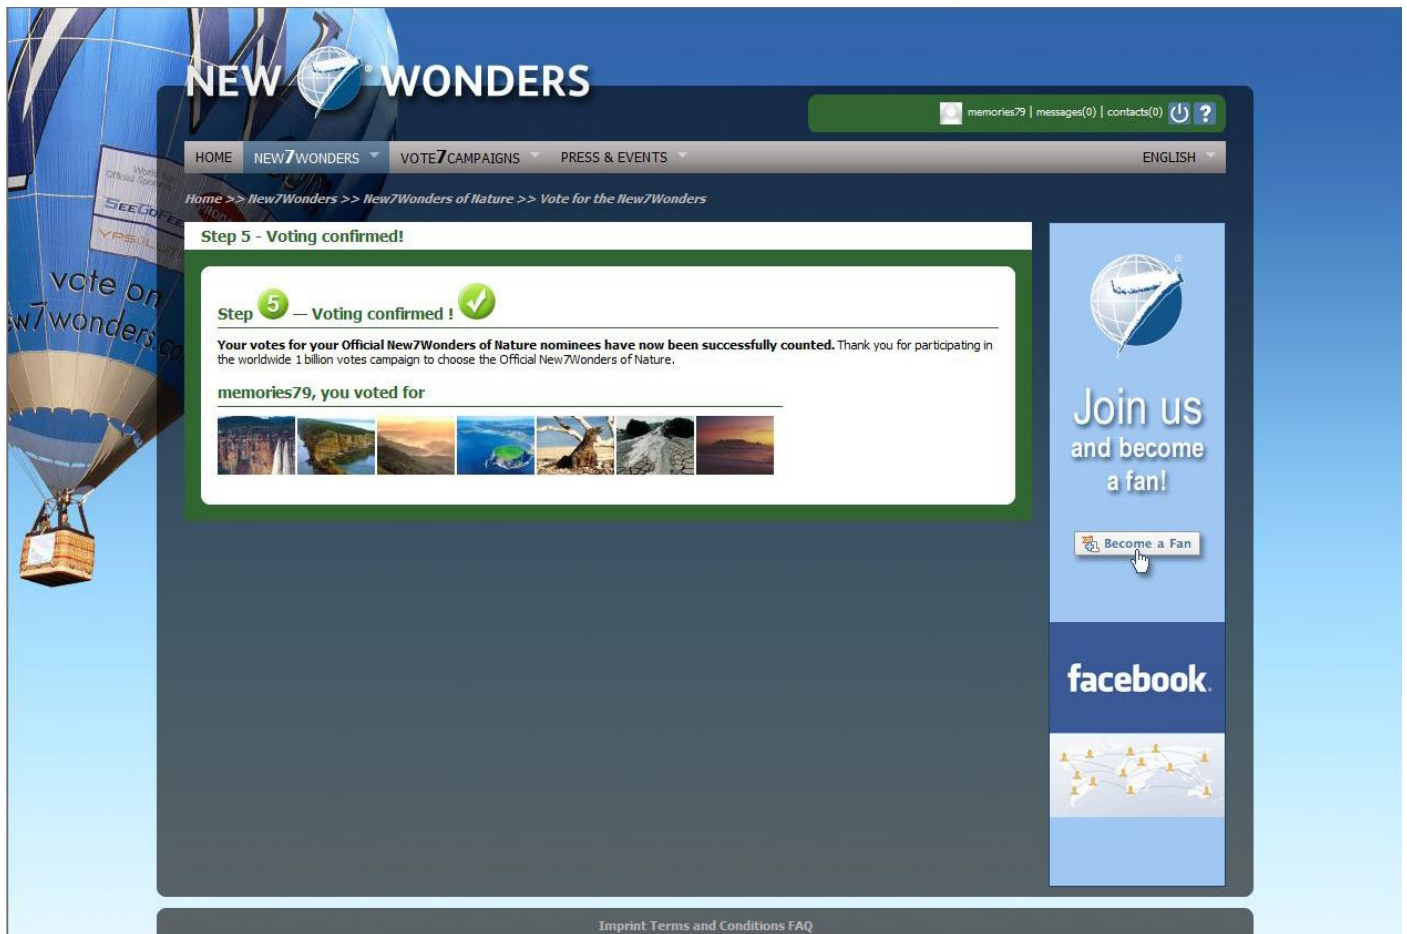 NEW 7 WONDERS
memories79 | messages(0) | contacts(0) ?
HOME NEW7WONDERS VOTE7CAMPAIGNS PRESS & EVENTS ENGLISH
Home >> New7Wonders >> New7Wonders of Nature >> Vote for the New7Wonders
Step 5 - Voting confirmed!
Step 5 — Voting confirmed !
Your votes for your Official New7Wonders of Nature nominees have now been successfully counted. Thank you for participating in
the worldwide 1 billion votes campaign to choose the Official New7Wonders of Nature.
memories79, you voted for
SEEGOFEE
vote on
w7wonders.co
7
Join us
and become
a fan!
Become a Fan
facebook.
Imprint Terms and Conditions FAQ